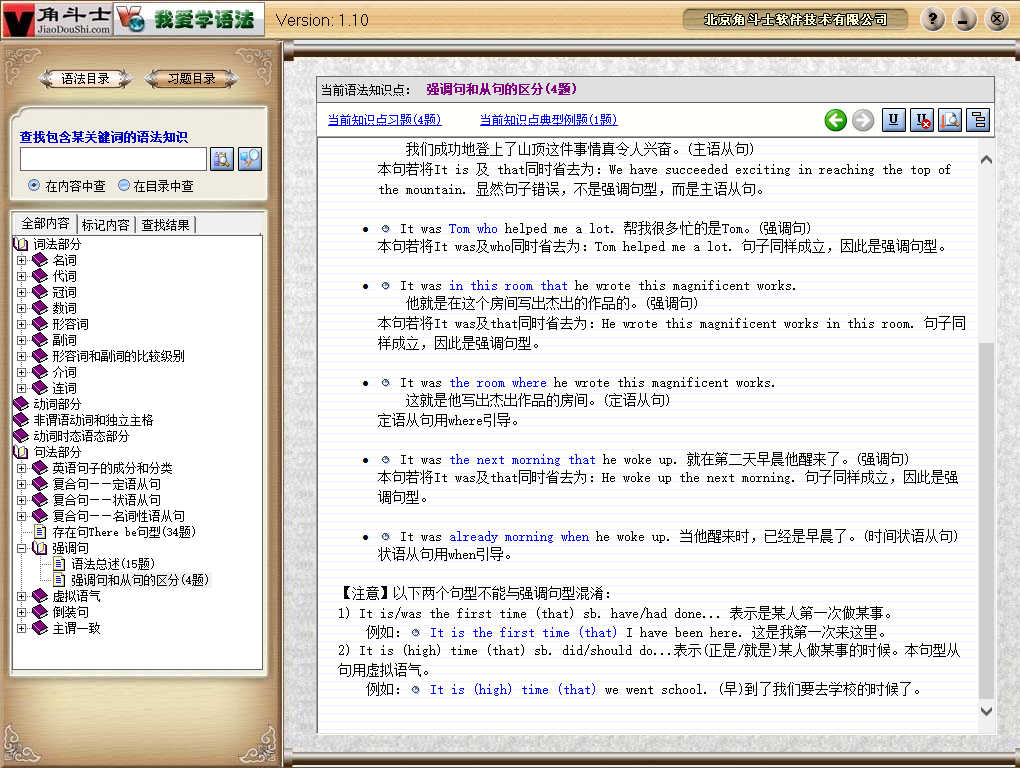 角斗士
JiaoDouShi.com
我爱学语法
Version: 1.10
北京角斗士软件技术有限公司
语法目录
习题目录
查找包含某关键词的语法知识
在内容中查
在目录中查
全部内容
标记内容
查找结果
词法部分
名词
代词
冠词
数词
形容词
副词
形容词和副词的比较级别
介词
连词
动词部分
非谓语动词和独立主格
动词时态语态部分
句法部分
英语句子的成分和分类
复合句——定语从句
复合句——状语从句
复合句——名词性语从句
存在句There be句型(34题)
强调句
语法总述(15题)
强调句和从句的区分(4题)
虚拟语气
倒装句
主谓一致
当前语法知识点: 强调句和从句的区分(4题)
当前知识点习题(4题)
当前知识点典型例题(1题)
我们成功地登上了山顶这件事情真令人兴奋。(主语从句)
本句若将It is 及 that同时省去为: We have succeeded exciting in reaching the top of
the mountain. 显然句子错误, 不是强调句型, 而是主语从句。
It was Tom who helped me a lot. 帮我很多忙的是Tom。(强调句)
本句若将It was及who同时省去为: Tom helped me a lot. 句子同样成立, 因此是强调句型。
It was in this room that he wrote this magnificent works.
他就是在这个房间写出杰出的作品的。(强调句)
本句若将It was及that同时省去为: He wrote this magnificent works in this room. 句子同
样成立, 因此是强调句型。
It was the room where he wrote this magnificent works.
这就是他写出杰出作品的房间。(定语从句)
定语从句用where引导。
It was the next morning that he woke up. 就在第二天早晨他醒来了。(强调句)
本句若将It was及that同时省去为: He woke up the next morning. 句子同样成立, 因此是强
调句型。
It was already morning when he woke up. 当他醒来时, 已经是早晨了。(时间状语从句)
状语从句用when引导。
【注意】以下两个句型不能与强调句型混淆:
1) It is/was the first time (that) sb. have/had done... 表示是某人第一次做某事。
例如: It is the first time (that) I have been here. 这是我第一次来这里。
2) It is (high) time (that) sb. did/should do...表示(正是/就是)某人做某事的时候。本句型从
句用虚拟语气。
例如: It is (high) time (that) we went school. (早)到了我们要去学校的时候了。